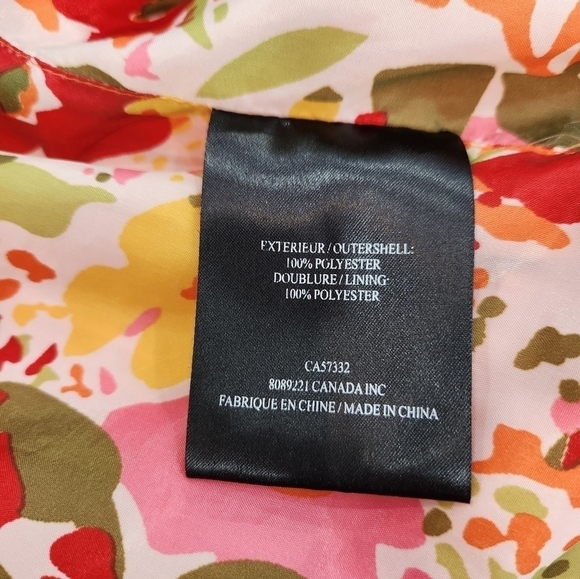 EXTERIEUR / OUTERSHELL:
100% POLYESTER
DOUBLURE / LINING:
100% POLYESTER
CA57332
8089221 CANADA INC
FABRIQUE EN CHINE / MADE IN CHINA